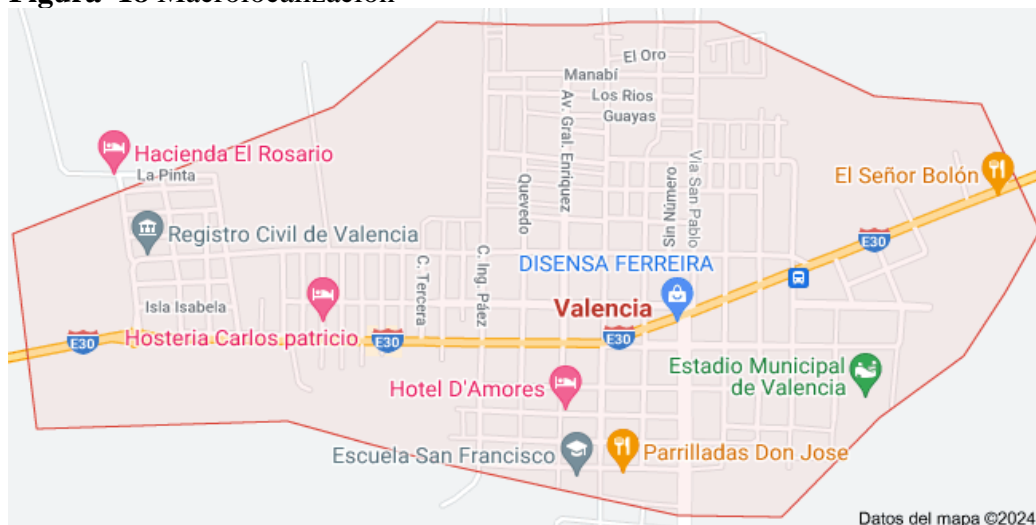 Figura 18 Macrolocalización
El Oro
Manabí
Los Rios
Guayas
Av. Gral. Enriquez
Vía San Pablo
Sin Número
Quevedo
Hacienda El Rosario
La Pinta
El Señor Bolón
Registro Civil de Valencia
E30
C. Tercera
C. Ing. Páez
DISENSA FERREIRA
Isla Isabela
Valencia
Hosteria Carlos patricio
E30
E30
E30
Estadio Municipal
de Valencia
Hotel D'Amores
Escuela San Francisco
Parrilladas Don Jose
Datos del mapa ©2024